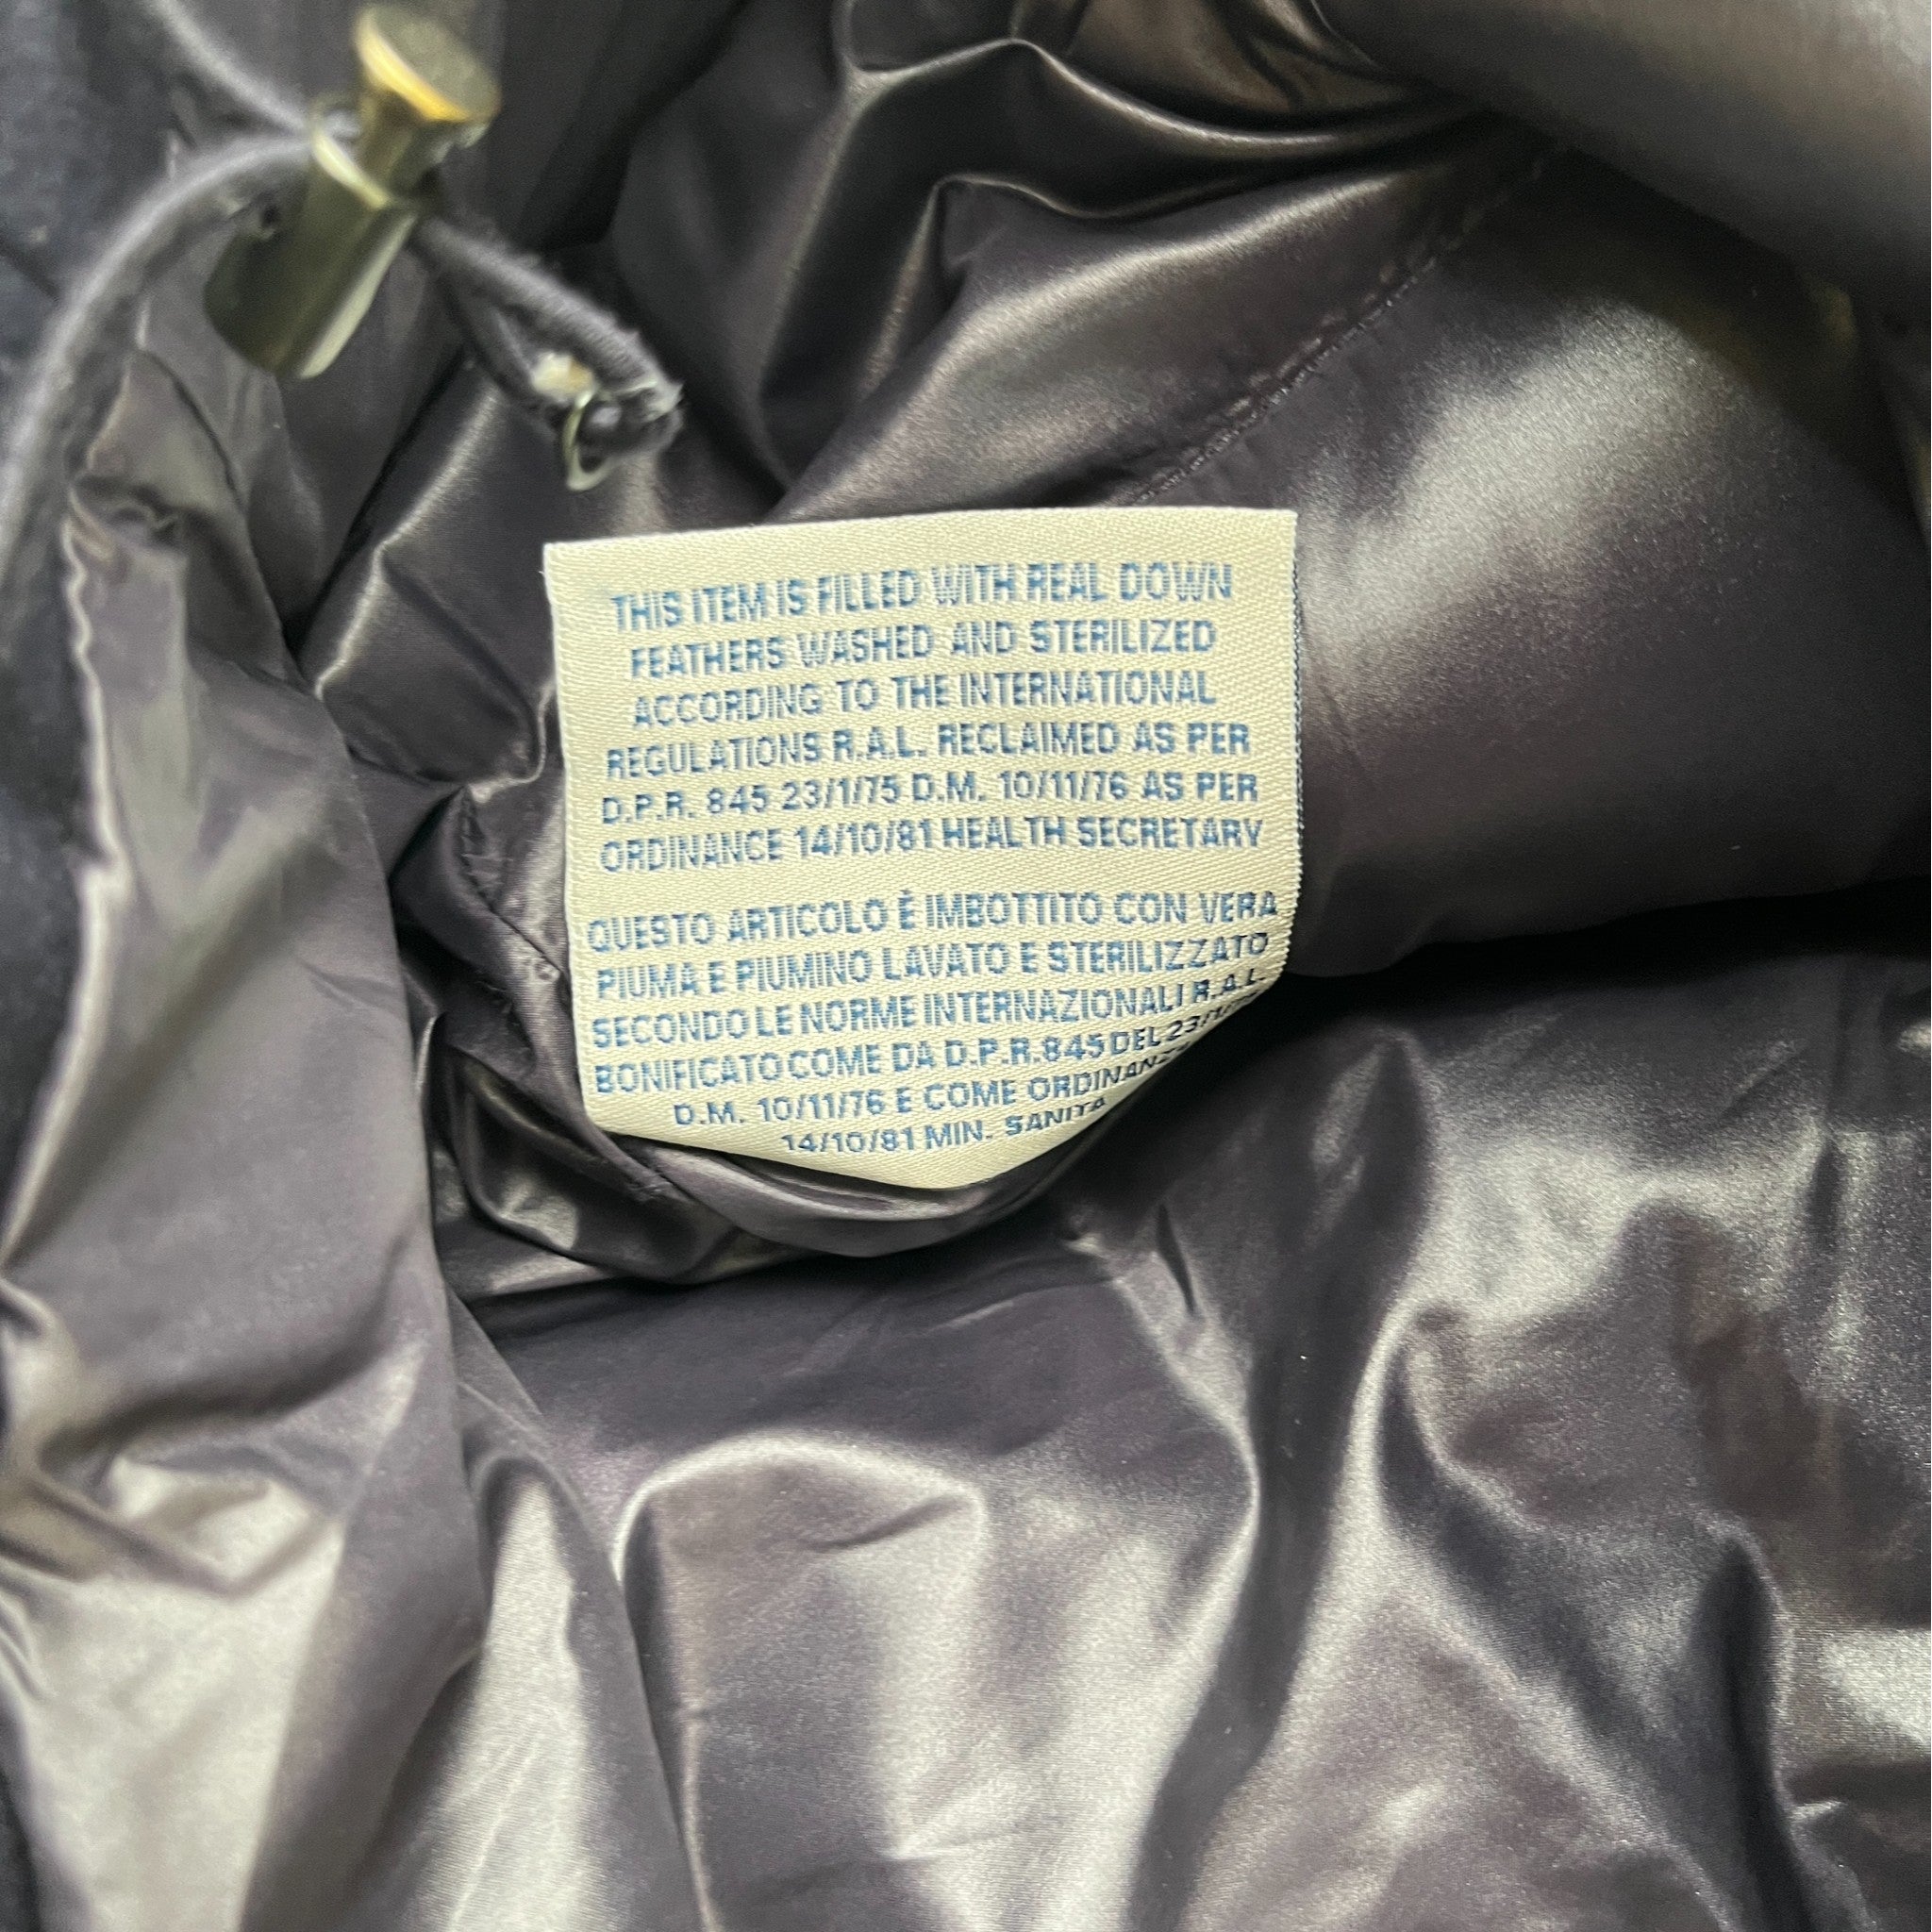 THIS ITEM IS FILLED WITH REAL DOWN
FEATHERS WASHED AND STERILIZED
ACCORDING TO THE INTERNATIONAL
REGULATIONS R.A.L. RECLAIMED AS PER
D.P.R. 845 23/1/75 D.M. 10/11/76 AS PER
ORDINANCE 14/10/81 HEALTH SECRETARY
QUESTO ARTICOLO È IMBOTTITO CON VERA
PIUMA E PIUMINO LAVATO E STERILIZZATO
SECONDO LE NORME INTERNAZIONALI R.A.L.
BONIFICATO COME DA D.P.R. 845 DEL
D.M. 10/11/76 E COME ORDINANZA
14/10/81 MIN. SANITA